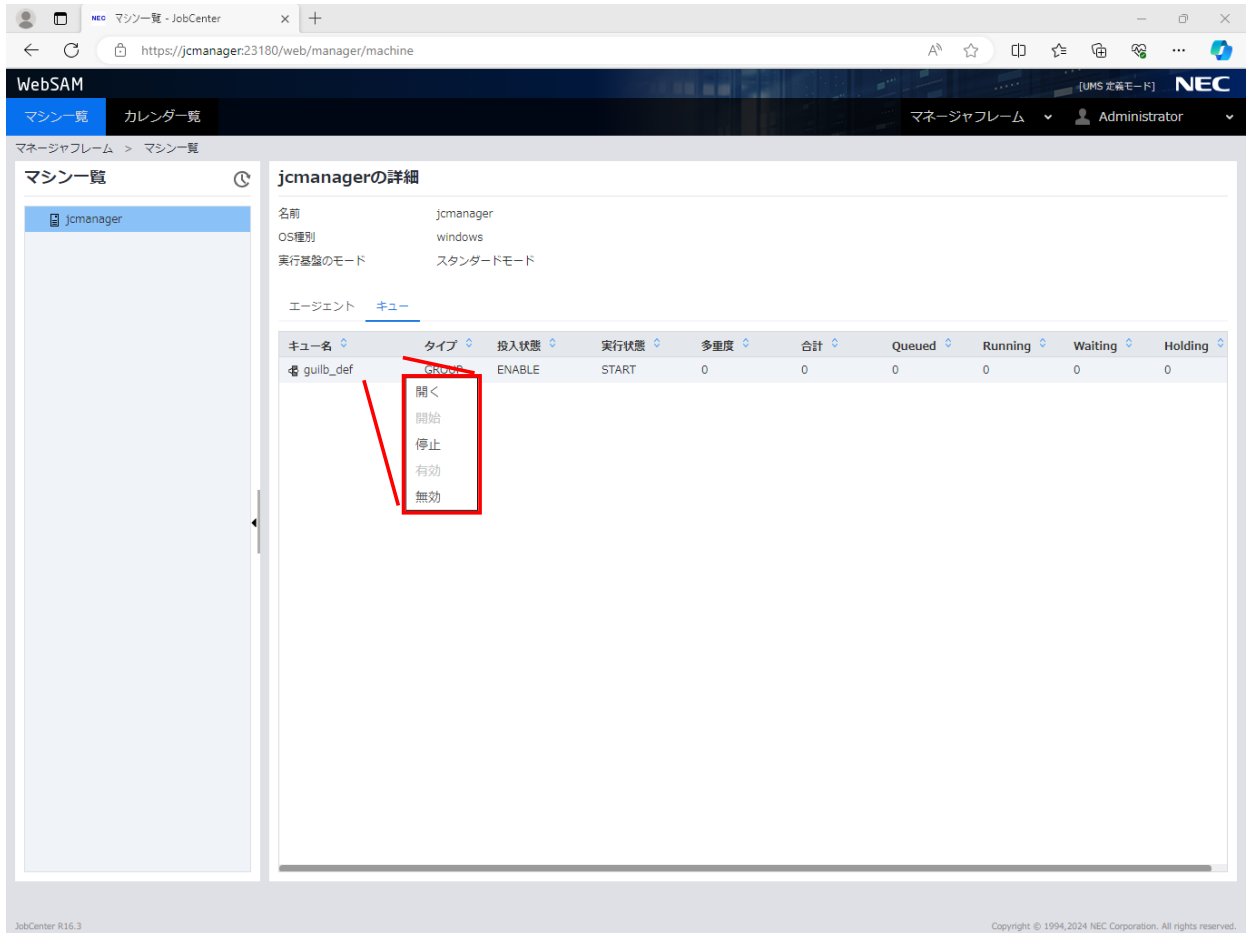 NEC マシン一覧 - JobCenter
https://jcmanager:23180/web/manager/machine
WebSAM
[UMS 定義モード] NEC
マシン一覧 カレンダ一覧 マネージャフレーム Administrator
マネージャフレーム > マシン一覧
マシン一覧
jcmanager
jcmanagerの詳細
名前 jcmanager
OS種別 windows
実行基盤のモード スタンダードモード
エージェント キュー
キュー名 タイプ 投入状態 実行状態 多重度 合計 Queued Running Waiting Holding
guilb_def GROUP ENABLE START 0 0 0 0 0 0
開く
開始
停止
有効
無効
JobCenter R16.3
Copyright © 1994,2024 NEC Corporation. All rights reserved.